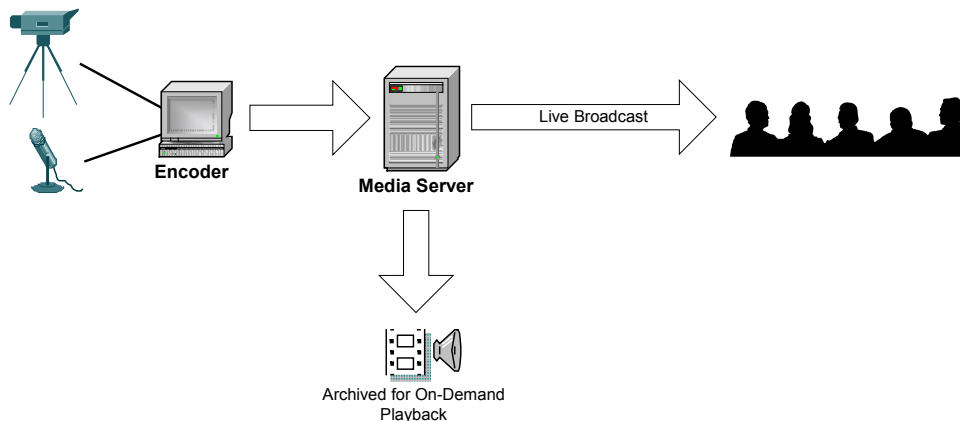 Live Broadcast
Encoder
Media Server
Archived for On-Demand
Playback